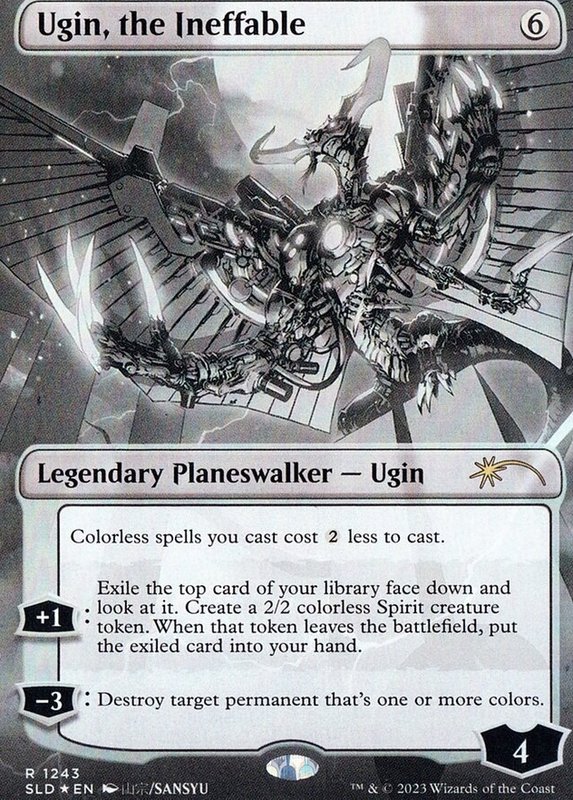 Ugin, the Ineffable 6
Legendary Planeswalker — Ugin
Colorless spells you cast cost 2 less to cast.
+1: Exile the top card of your library face down and
look at it. Create a 2/2 colorless Spirit creature
token. When that token leaves the battlefield, put
the exiled card into your hand.
−3: Destroy target permanent that's one or more colors.
4
R 1243
SLD ★ EN 山宗/SANSYU
™ & © 2023 Wizards of the Coast